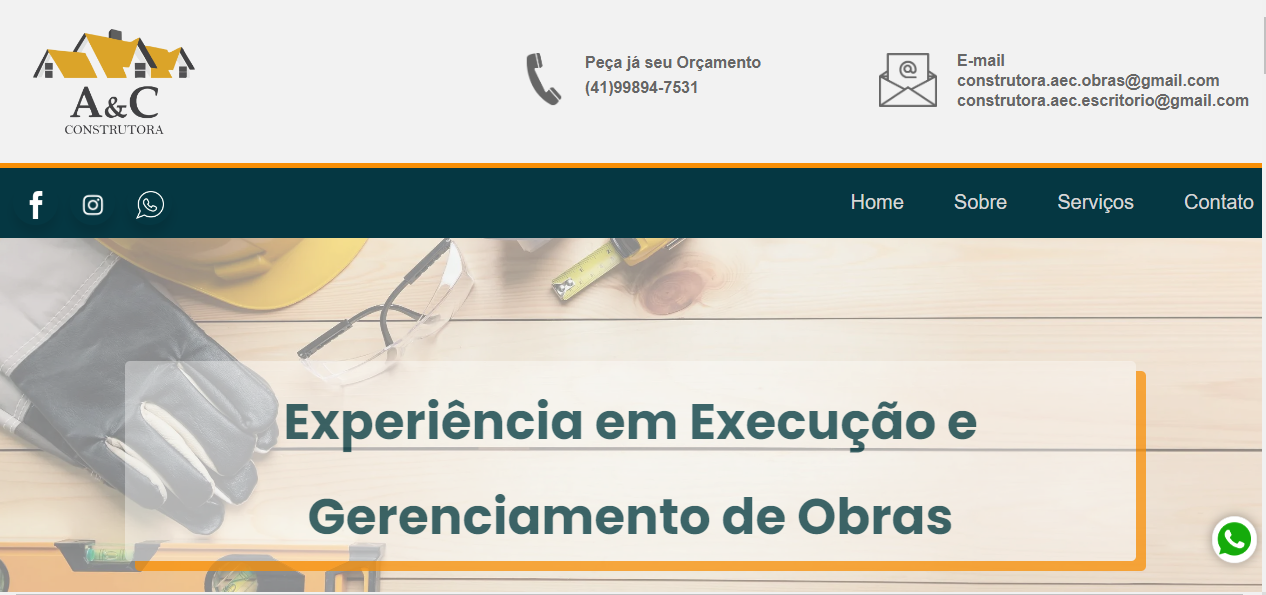 A&C
CONSTRUTORA
Peça já seu Orçamento
(41)99894-7531
E-mail
construtora.aec.obras@gmail.com
construtora.aec.escritorio@gmail.com
Home
Sobre
Serviços
Contato
Experiência em Execução e
Gerenciamento de Obras